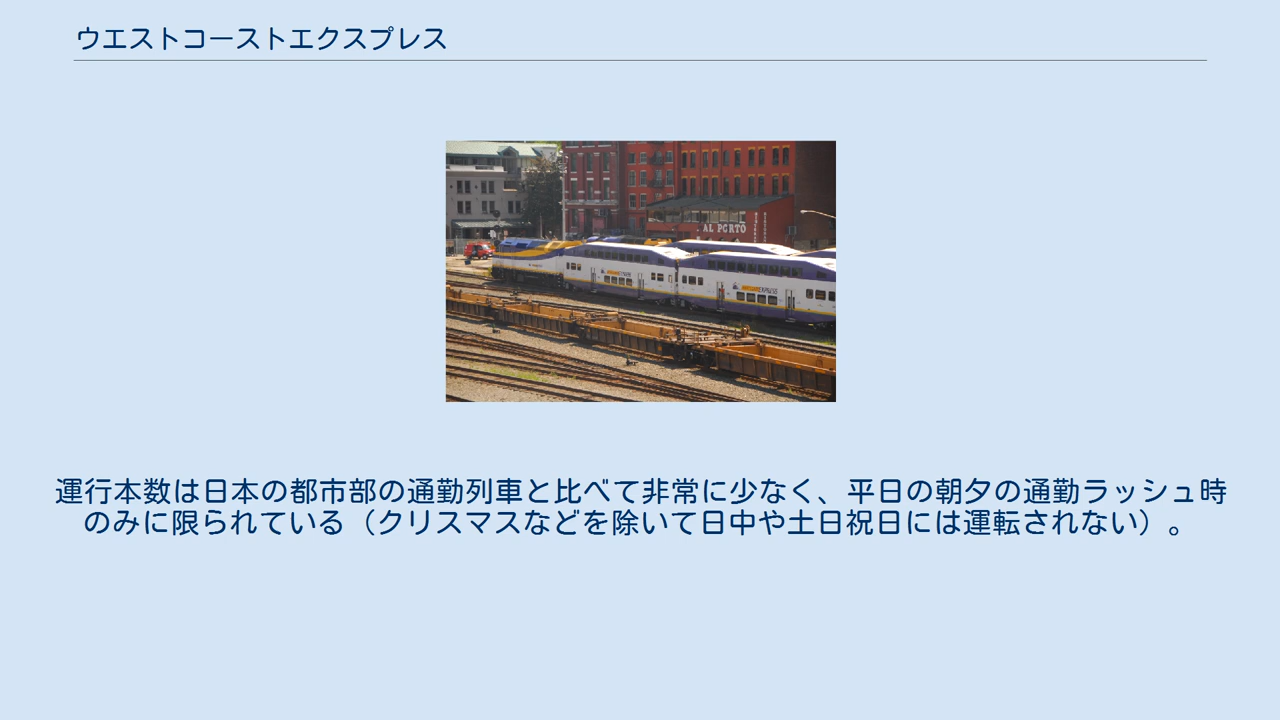 ウエストコーストエクスプレス
AL PORTO
運行本数は日本の都市部の通勤列車と比べて非常に少なく、平日の朝夕の通勤ラッシュ時
のみに限られている（クリスマスなどを除いて日中や土日祝日には運転されない）。